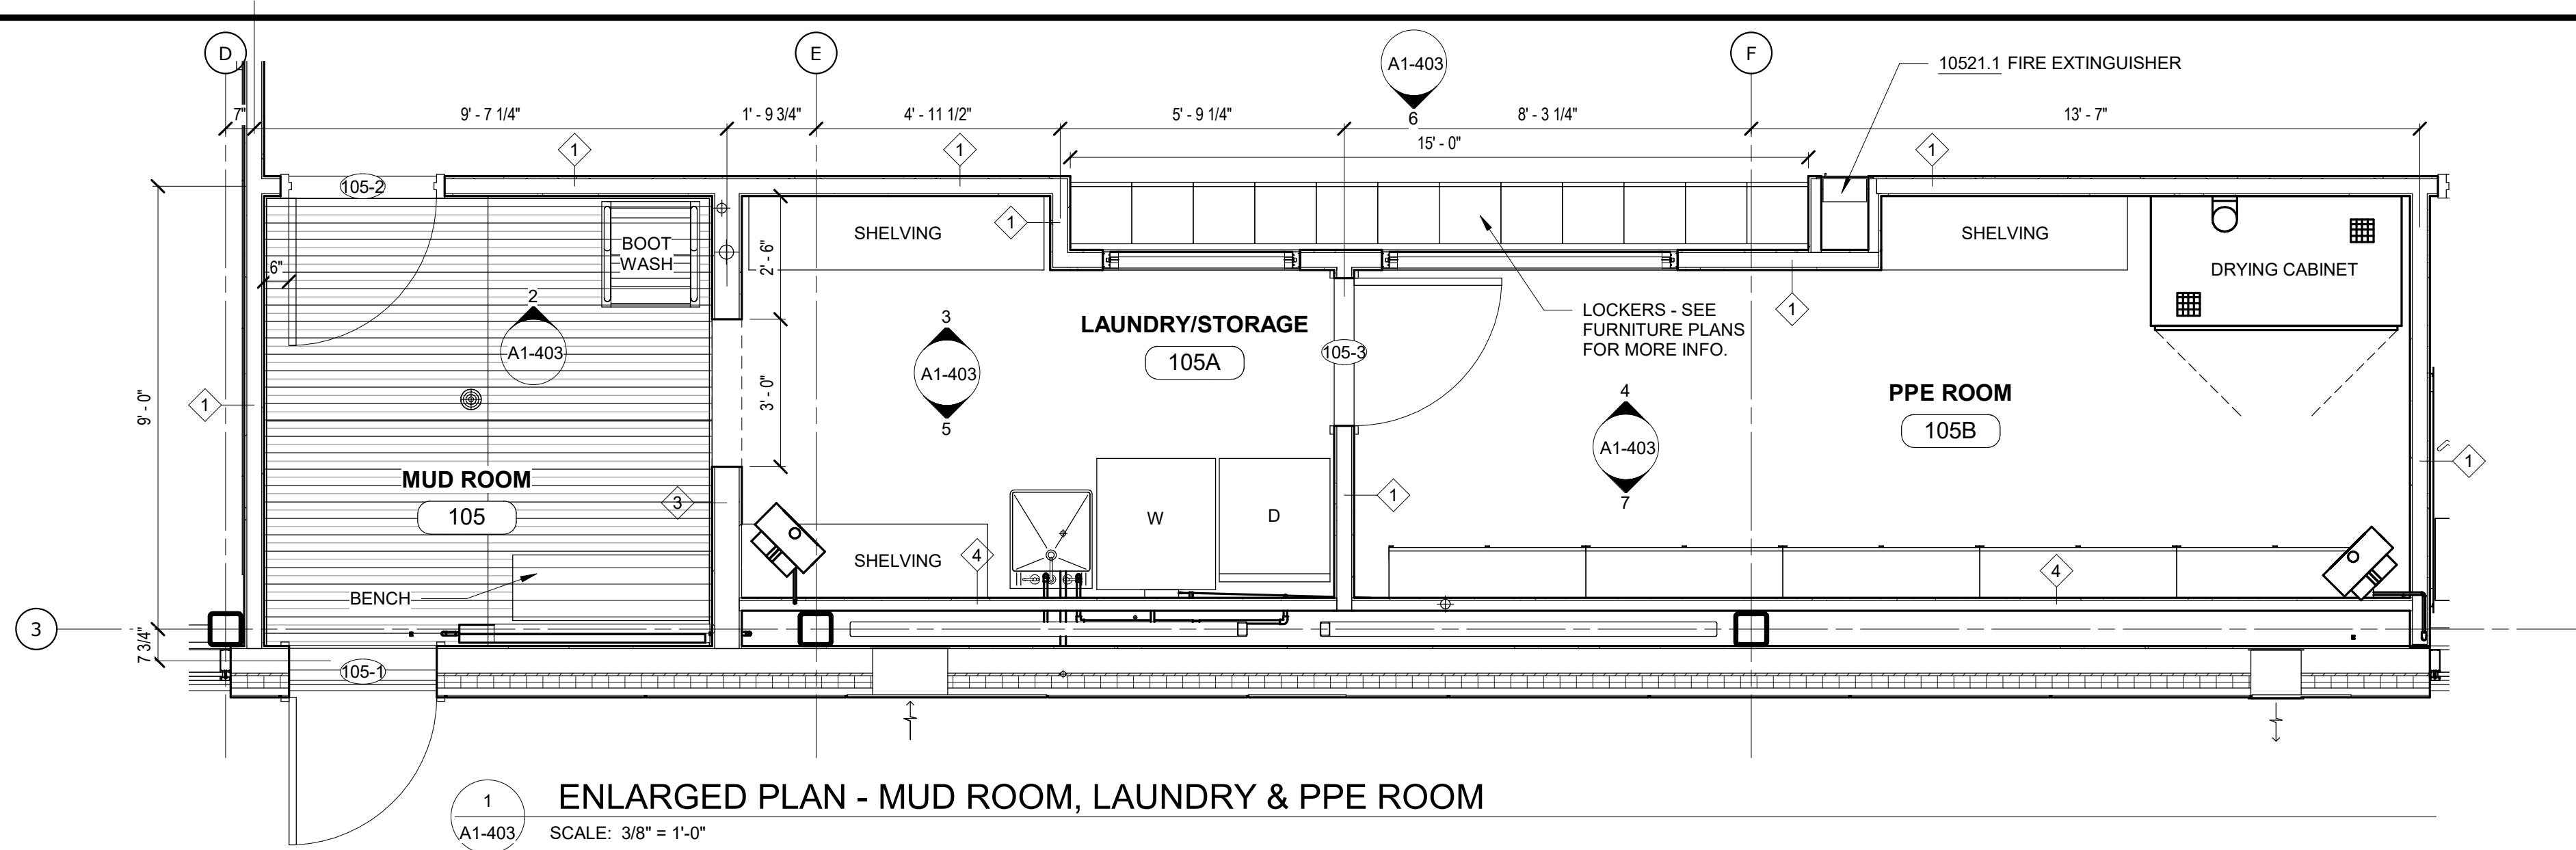 D
E
A1-403
6
F
10521.1 FIRE EXTINGUISHER
7"
9' - 7 1/4"
1' - 9 3/4"
4' - 11 1/2"
5' - 9 1/4"
8' - 3 1/4"
13' - 7"
15' - 0"
1
1
1
105-2
BOOT
WASH
SHELVING
1
2' - 6"
SHELVING
DRYING CABINET
6"
2
A1-403
3
A1-403
5
LAUNDRY/STORAGE
105A
105-3
LOCKERS - SEE
FURNITURE PLANS
FOR MORE INFO.
1
9' - 0"
1
3' - 0"
4
A1-403
7
PPE ROOM
105B
1
MUD ROOM
105
3
W
D
1
SHELVING
4
4
BENCH
3
7 3/4"
105-1
1
A1-403
ENLARGED PLAN - MUD ROOM, LAUNDRY & PPE ROOM
SCALE: 3/8" = 1'-0"